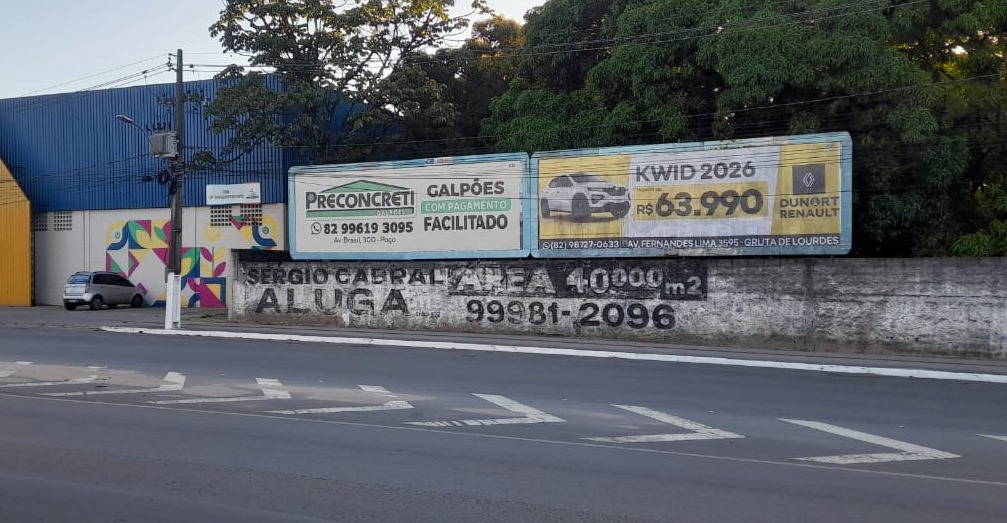 PRECONCRETI
GALPÕES
COM PAGAMENTO
FACILITADO
82 99619 3095
Av. Brasil, 300 - Poço
KWID 2026
R$ 63.990
DUNORT
RENAULT
(82) 98727-0633
AV. FERNANDES LIMA 3595 - GRUTA DE LOURDES
SERGIO CABRAL AREA 40000 m2
ALUGA 99981-2096